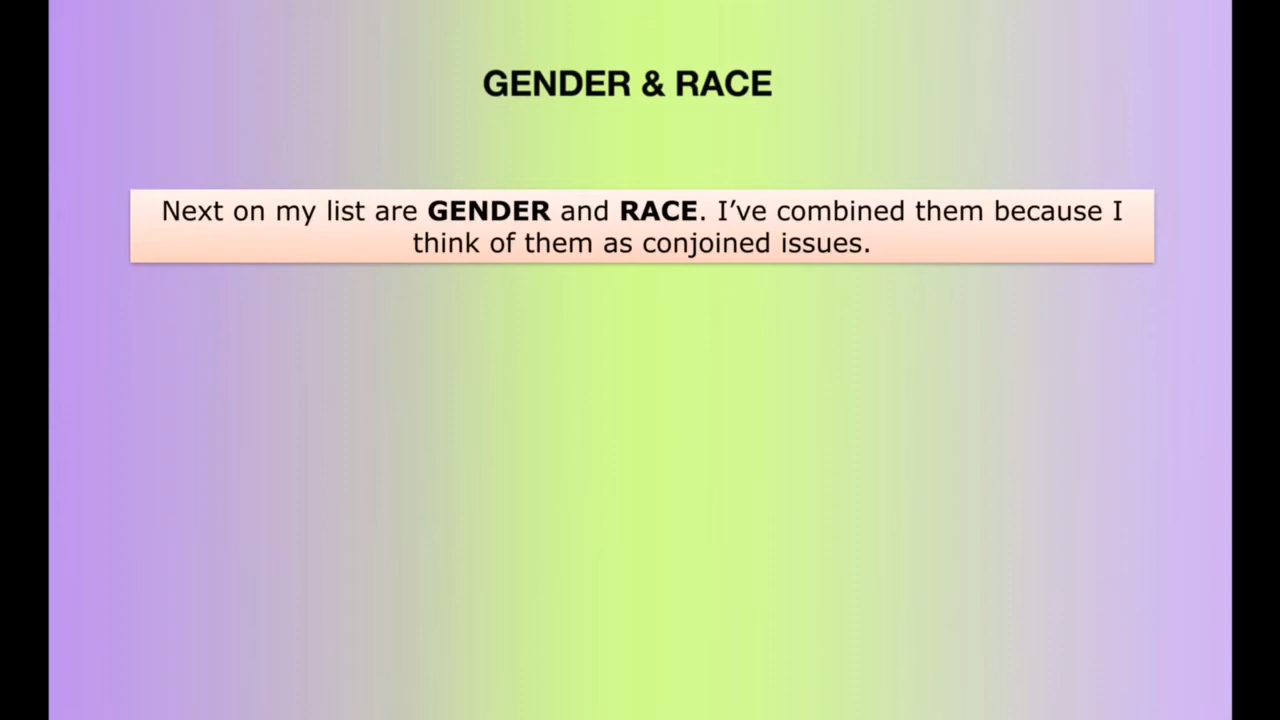 GENDER & RACE
Next on my list are GENDER and RACE. I’ve combined them because I
think of them as conjoined issues.